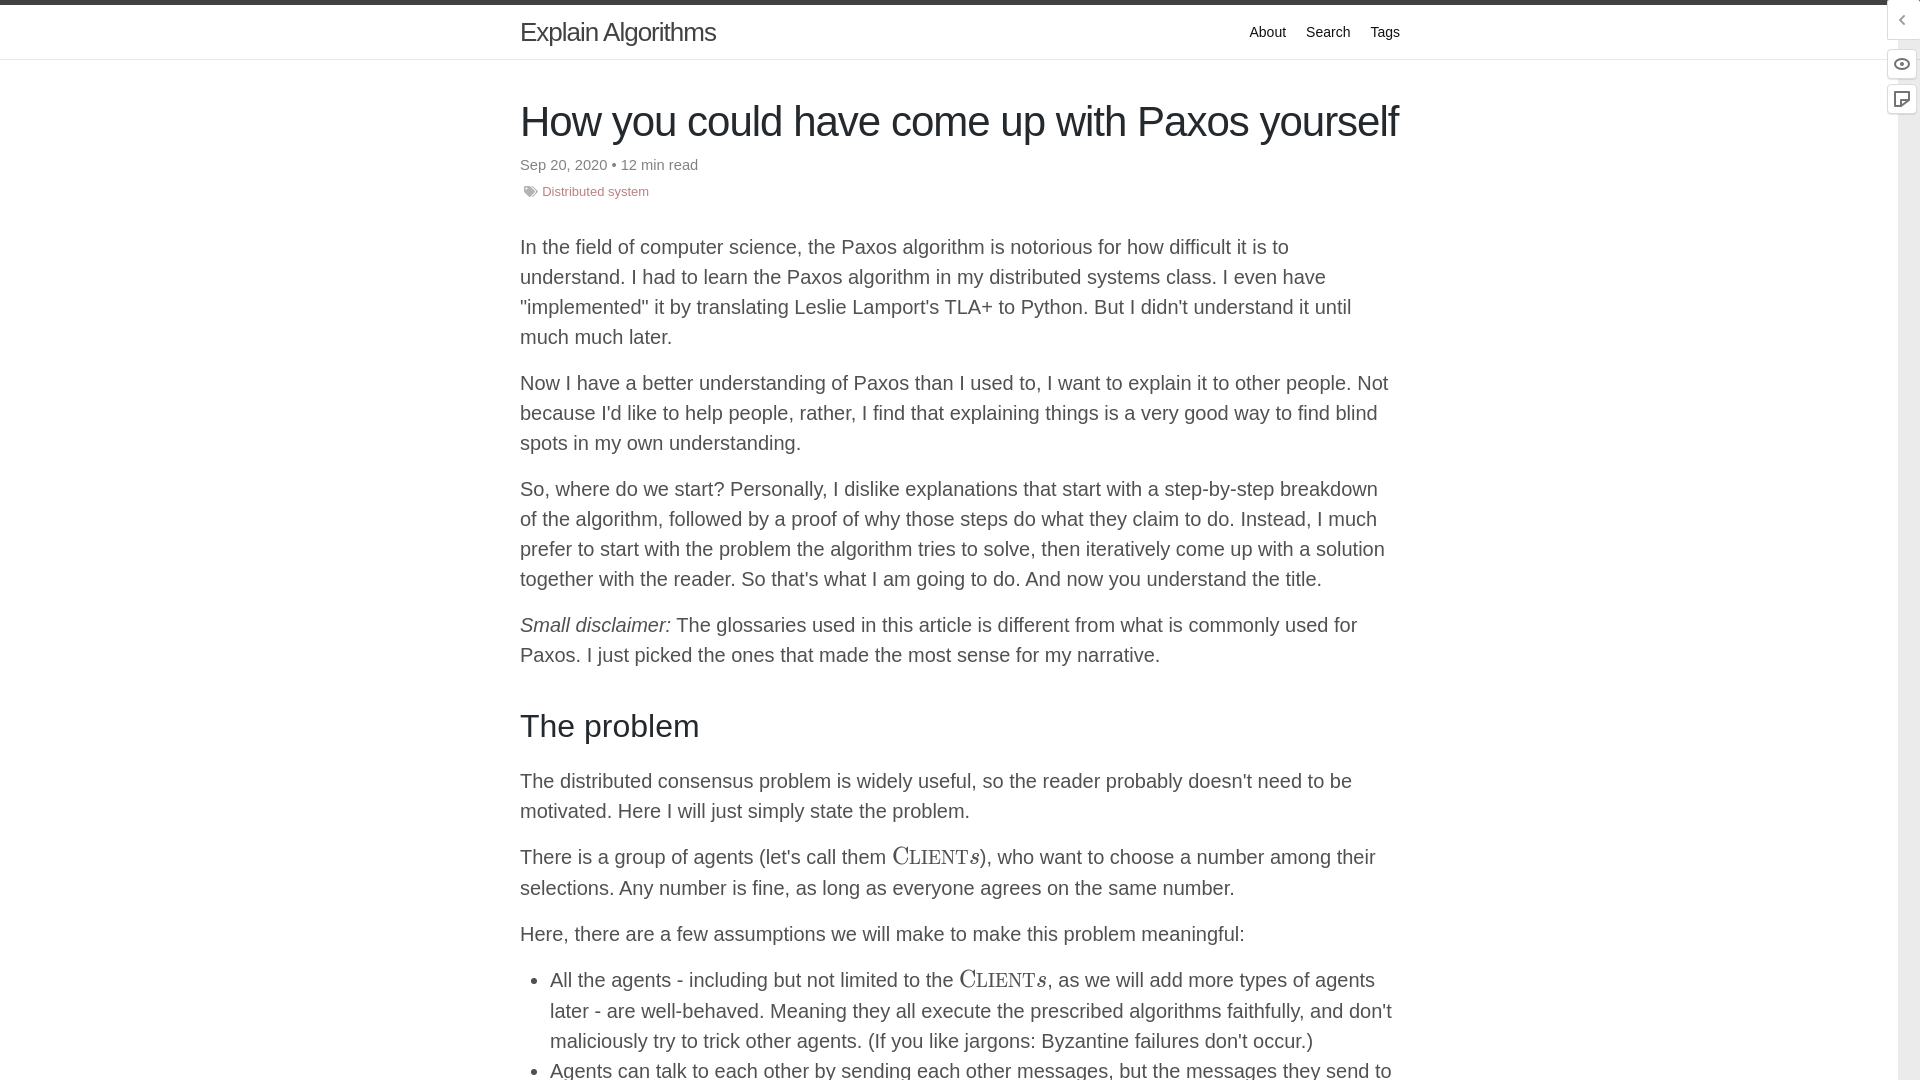 Explain Algorithms
About Search Tags
How you could have come up with Paxos yourself
Sep 20, 2020 • 12 min read
Distributed system
In the field of computer science, the Paxos algorithm is notorious for how difficult it is to
understand. I had to learn the Paxos algorithm in my distributed systems class. I even have
"implemented" it by translating Leslie Lamport's TLA+ to Python. But I didn't understand it until
much much later.
Now I have a better understanding of Paxos than I used to, I want to explain it to other people. Not
because I'd like to help people, rather, I find that explaining things is a very good way to find blind
spots in my own understanding.
So, where do we start? Personally, I dislike explanations that start with a step-by-step breakdown
of the algorithm, followed by a proof of why those steps do what they claim to do. Instead, I much
prefer to start with the problem the algorithm tries to solve, then iteratively come up with a solution
together with the reader. So that's what I am going to do. And now you understand the title.
Small disclaimer: The glossaries used in this article is different from what is commonly used for
Paxos. I just picked the ones that made the most sense for my narrative.
The problem
The distributed consensus problem is widely useful, so the reader probably doesn't need to be
motivated. Here I will just simply state the problem.
There is a group of agents (let's call them CLIENTs), who want to choose a number among their
selections. Any number is fine, as long as everyone agrees on the same number.
Here, there are a few assumptions we will make to make this problem meaningful:
• All the agents - including but not limited to the CLIENTs, as we will add more types of agents
later - are well-behaved. Meaning they all execute the prescribed algorithms faithfully, and don't
maliciously try to trick other agents. (If you like jargons: Byzantine failures don't occur.)
• Agents can talk to each other by sending each other messages, but the messages they send to